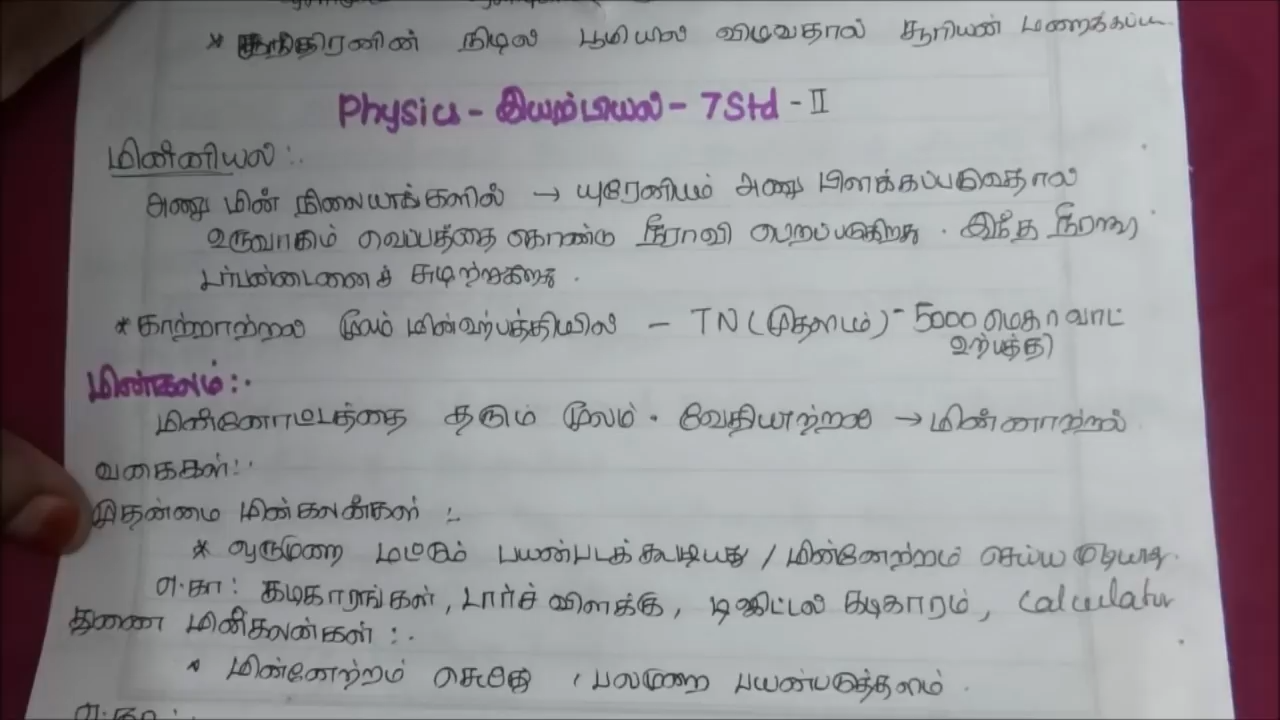 * சந்திரனின் நிழல் பூமியில் விழுவதால் சூரியன் மறைக்கப்ப
Physics - இயற்பியல் - 7 Std - II
மின்னியல் :.
அணு மின் நிலையங்களில் → யுரேனியம் அணு பிளக்கப்படுவதால்
உருவாகும் வெப்பத்தை கொண்டு நீராவி பெறப்படுகிறது. இந்த நீராவி
டர்பன்டைனைச் சுழற்றுகிறது.
* காற்றாற்றல் மூலம் மின்உற்பத்தியில் - TN (முதலாம்) - 5000 மெகாவாட்
உற்பத்தி
மின்கலம் :.
மின்னோட்டத்தை தரும் மூலம். வேதியாற்றல் → மின்னாற்றல்
வகைகள் :.
முதன்மை மின்கலன்கள் :.
* ஒருமுறை மட்டும் பயன்படக்கூடியது / மின்னேற்றம் செய்ய முடியாது.
எ.கா : கடிகாரங்கள், டார்ச் விளக்கு, டிஜிட்டல் கடிகாரம், Calculator
துணை மின்கலன்கள் :.
* மின்னேற்றம் செய்து, பலமுறை பயன்படுத்தலாம்.
எ.கா :